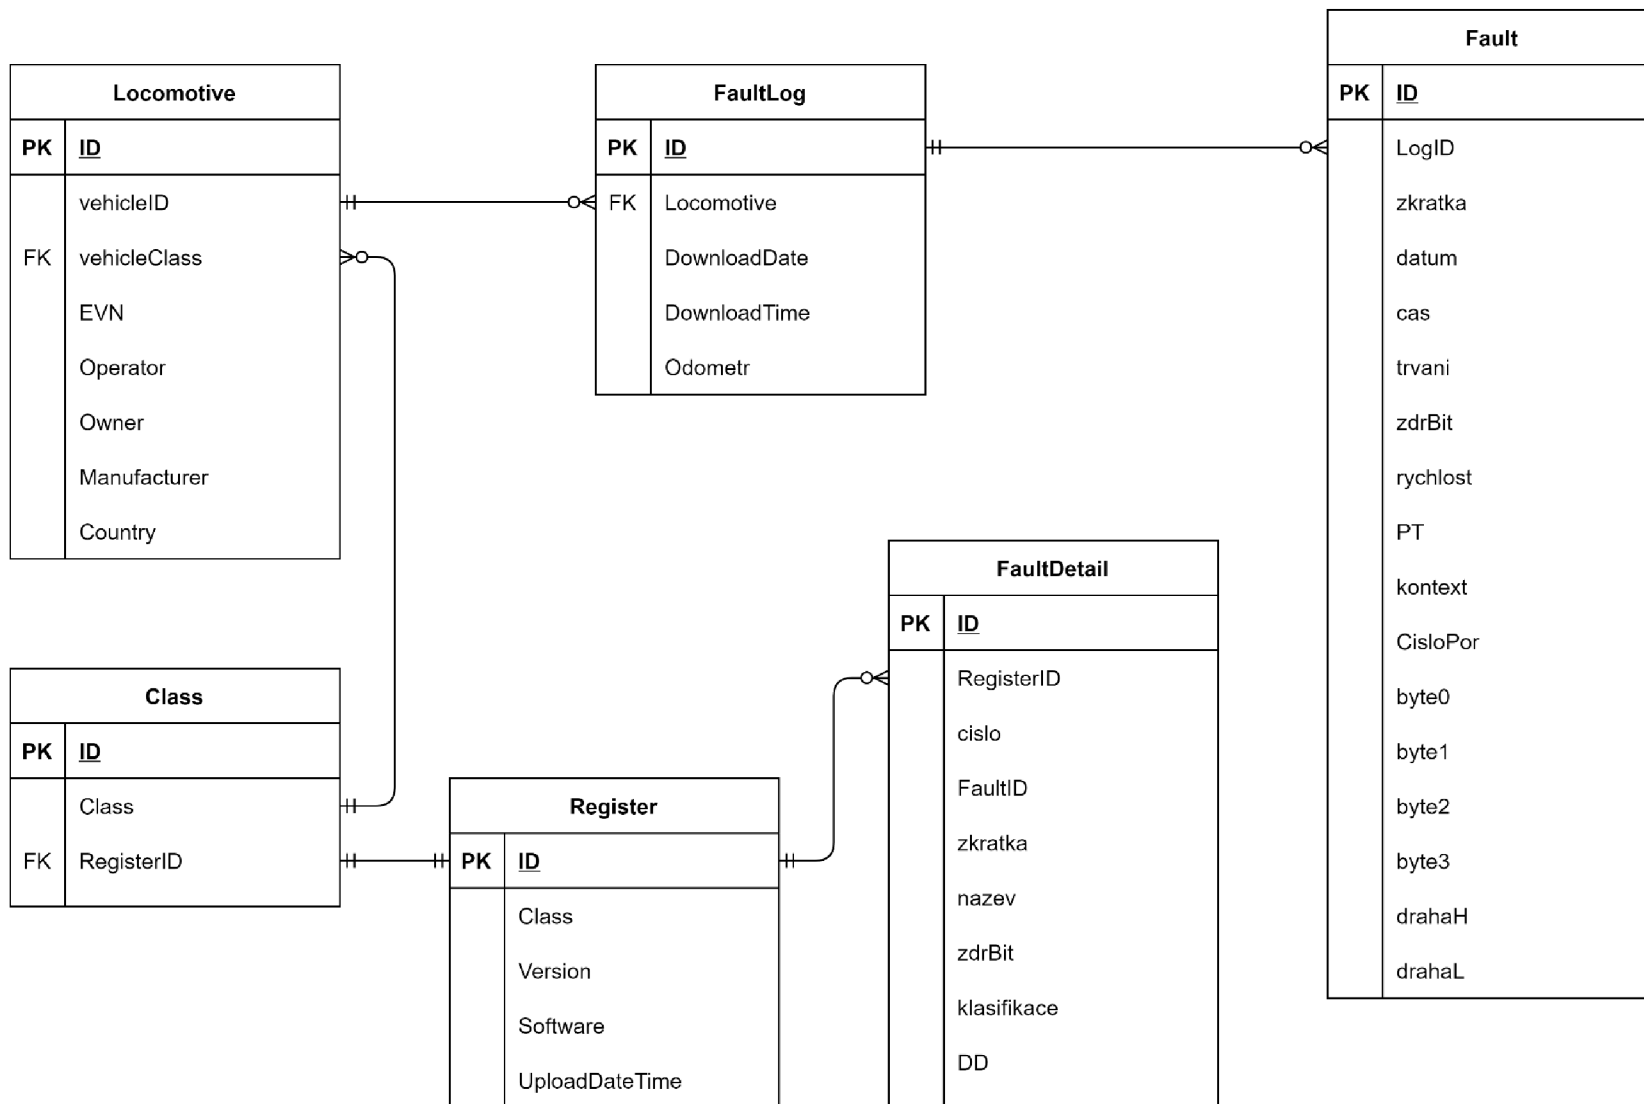 Locomotive
PK ID
vehicleID
FK vehicleClass
EVN
Operator
Owner
Manufacturer
Country
FaultLog
PK ID
FK Locomotive
DownloadDate
DownloadTime
Odometr
Fault
PK ID
LogID
zkratka
datum
cas
trvani
zdrBit
rychlost
PT
kontext
CisloPor
byte0
byte1
byte2
byte3
drahaH
drahaL
Class
PK ID
Class
FK RegisterID
Register
PK ID
Class
Version
Software
UploadDateTime
FaultDetail
PK ID
RegisterID
cislo
FaultID
zkratka
nazev
zdrBit
klasifikace
DD